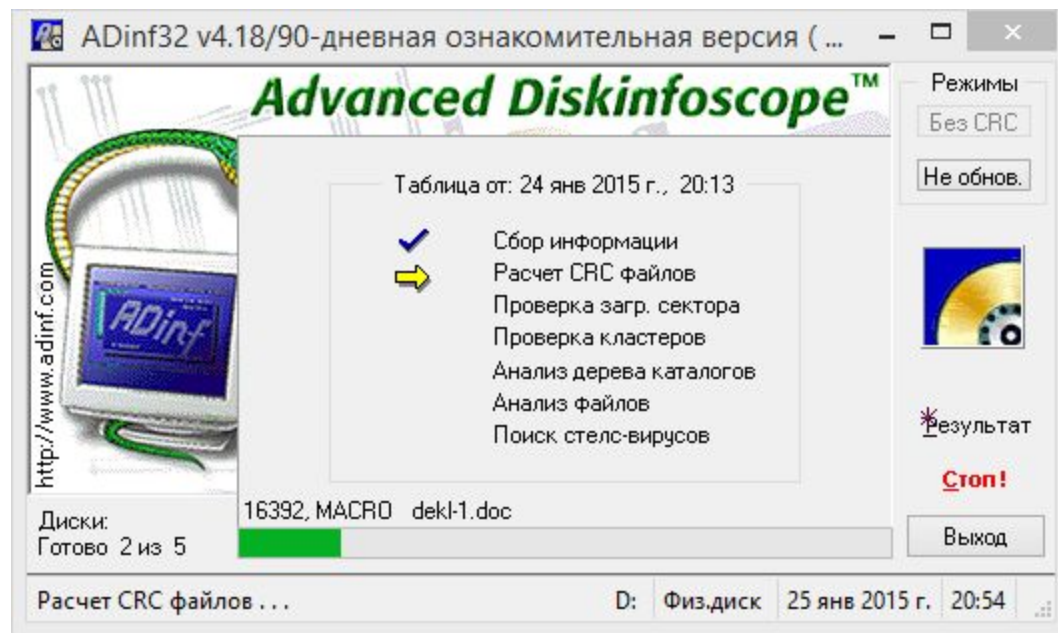 ADinf32 v4.18/90-дневная ознакомительная версия ( ...
Advanced Diskinfoscope™
http://www.adinf.com
ADinf
Таблица от: 24 янв 2015 г., 20:13
Сбор информации
Расчет CRC файлов
Проверка загр. сектора
Проверка кластеров
Анализ дерева каталогов
Анализ файлов
Поиск стелс-вирусов
16392, MACRO dekl-1.doc
Режимы
Без CRC
Не обнов.
Результат
Стоп!
Выход
Диски:
Готово 2 из 5
Расчет CRC файлов . . . D: Физ.диск 25 янв 2015 г. 20:54